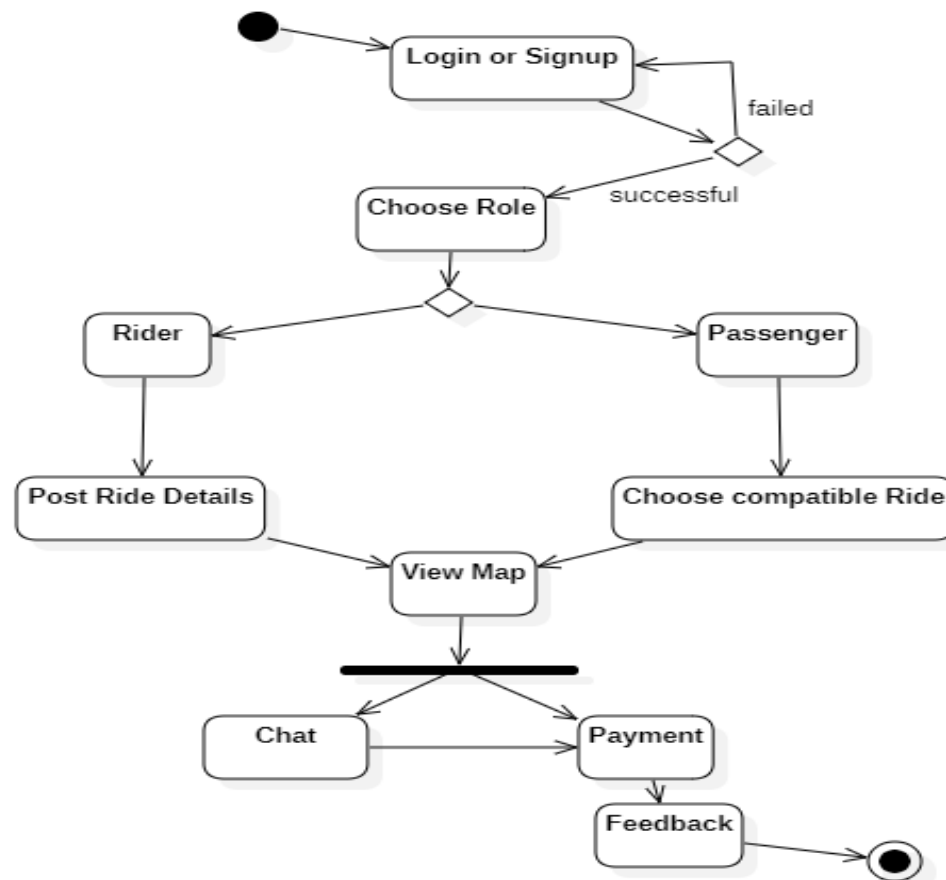 Login or Signup
failed
successful
Choose Role
Rider
Passenger
Post Ride Details
Choose compatible Ride
View Map
Chat
Payment
Feedback